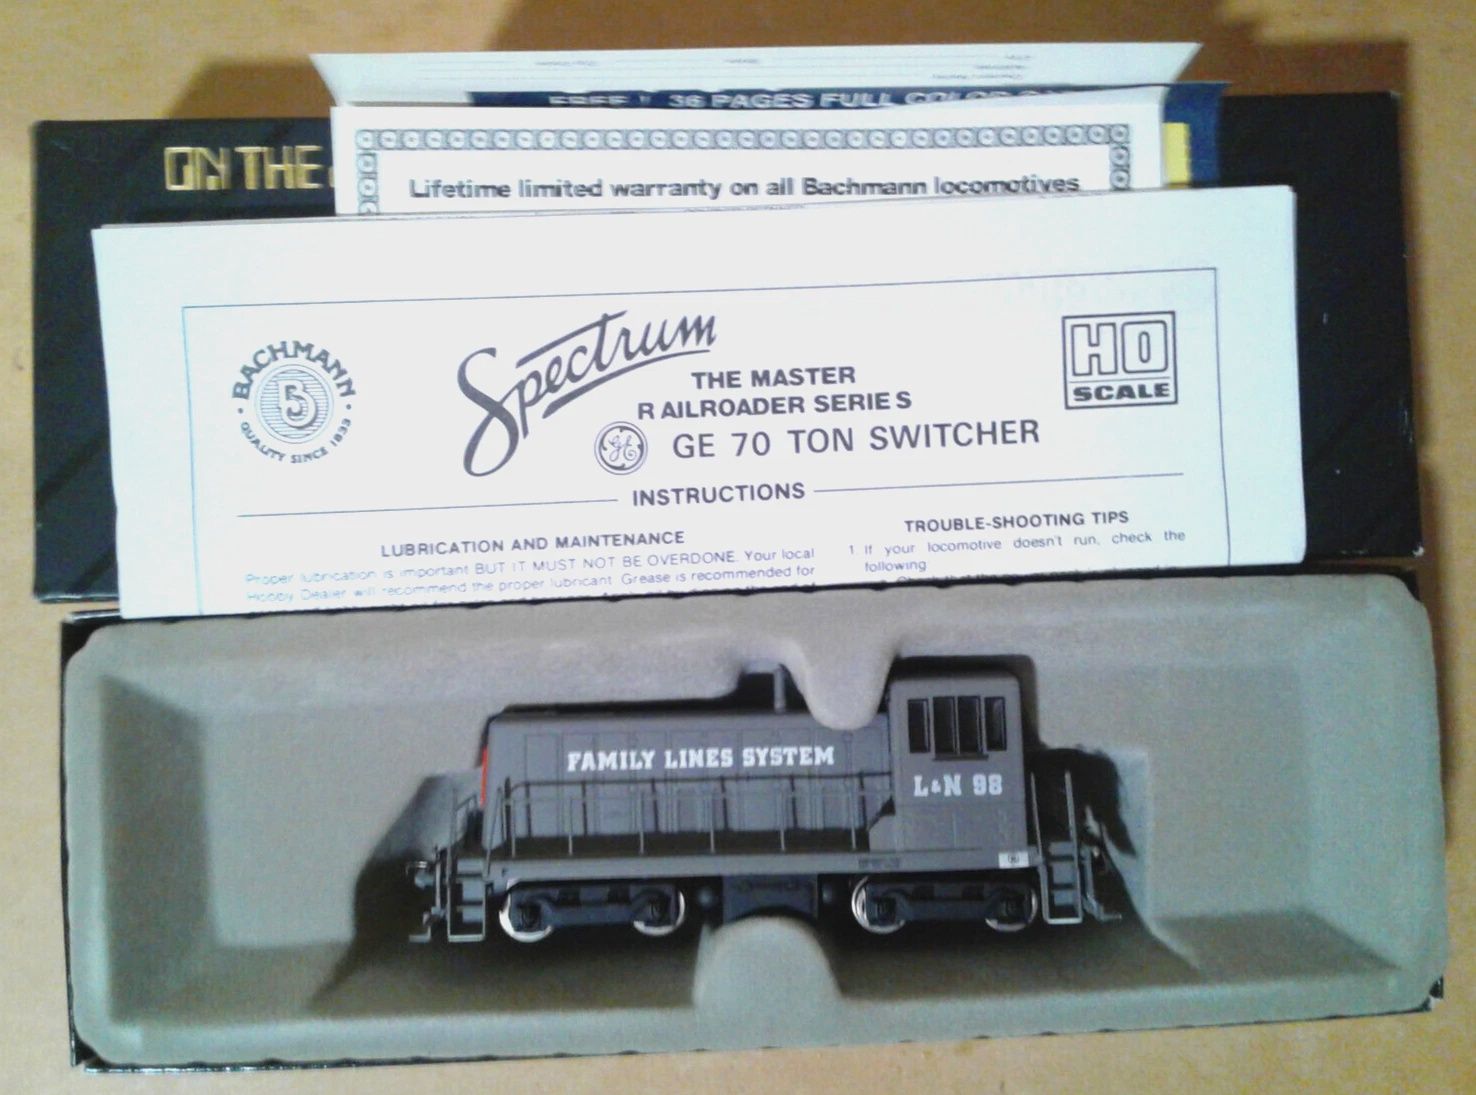 FREE 36 PAGES FULL COLOR
ON THE
Lifetime limited warranty on all Bachmann locomotives
BACHMANN
B
• QUALITY SINCE 1833 •
Spectrum
THE MASTER
RAILROADER SERIES
GE GE 70 TON SWITCHER
HO
SCALE
INSTRUCTIONS
LUBRICATION AND MAINTENANCE
Proper lubrication is important BUT IT MUST NOT BE OVERDONE. Your local
Hobby Dealer will recommend the proper lubricant. Grease is recommended for
TROUBLE-SHOOTING TIPS
1. If your locomotive doesn't run, check the
following
FAMILY LINES SYSTEM
L&N 98